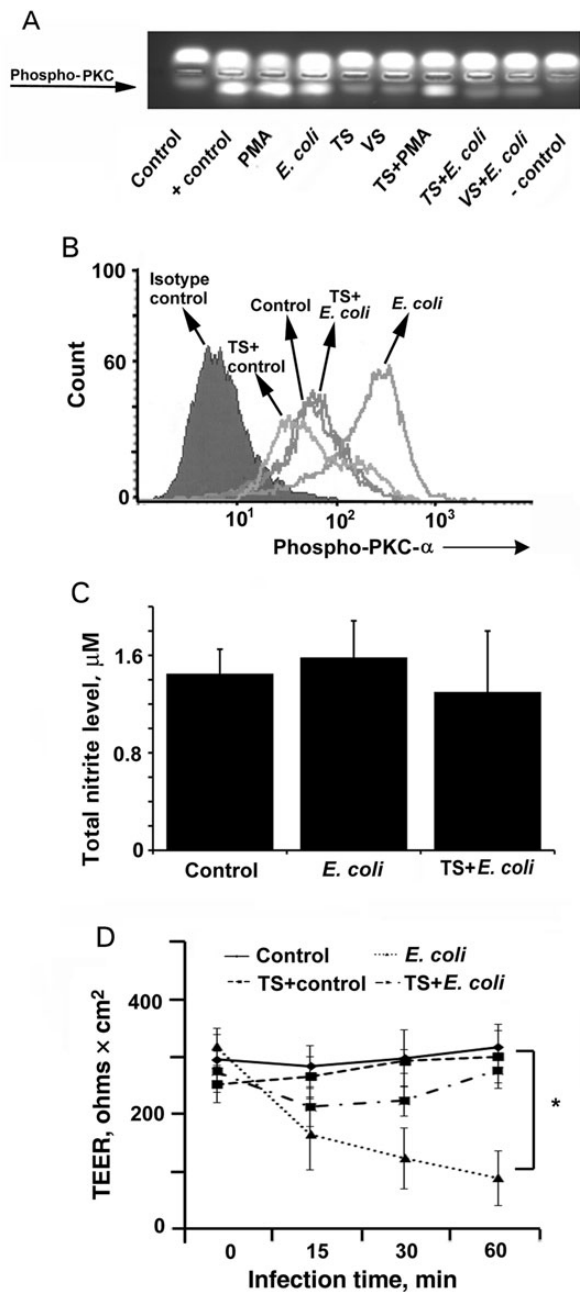 A
Phospho-PKC
Control
+ control
PMA
E. coli
TS
VS
TS+PMA
TS+E. coli
VS+E. coli
- control
B
100
60
0
Count
Isotype
control
TS+
control
Control
TS+
E. coli
E. coli
10¹
10²
10³
Phospho-PKC-α
C
Total nitrite level, µM
1.6
0.8
0
Control
E. coli
TS+E. coli
D
Control
E. coli
TS+control
TS+E. coli
TEER, ohms × cm²
400
200
0
*
0
15
30
60
Infection time, min